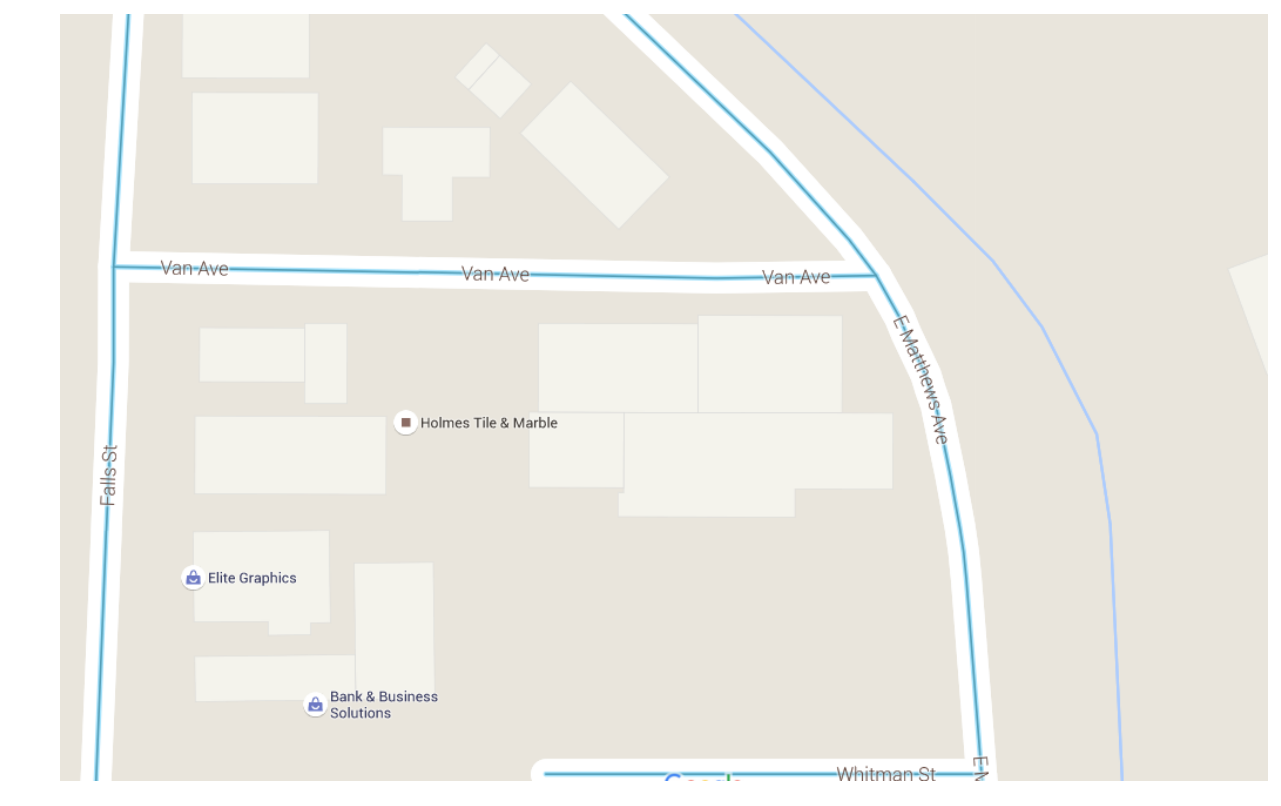 Van Ave
Van Ave
Van Ave
E Matthews Ave
Holmes Tile & Marble
Falls St
Elite Graphics
Bank & Business
Solutions
Whitman St
Google